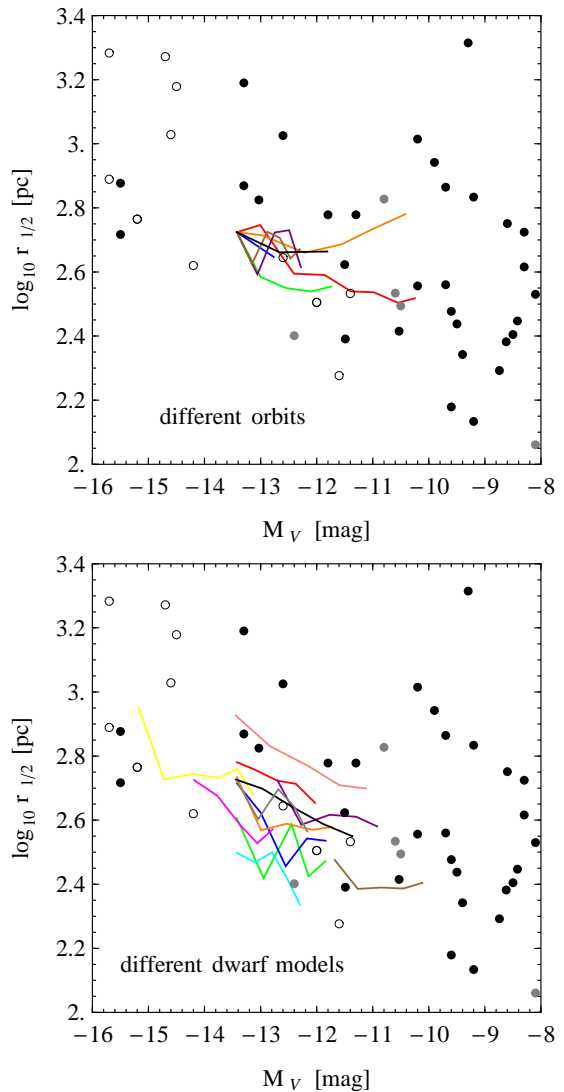 3.4
3.2
3.
2.8
2.6
2.4
2.2
2.
log₁₀ r ₁/₂ [pc]
different orbits
−16 −15 −14 −13 −12 −11 −10 −9 −8
M V [mag]
3.4
3.2
3.
2.8
2.6
2.4
2.2
2.
log₁₀ r ₁/₂ [pc]
different dwarf models
−16 −15 −14 −13 −12 −11 −10 −9 −8
M V [mag]